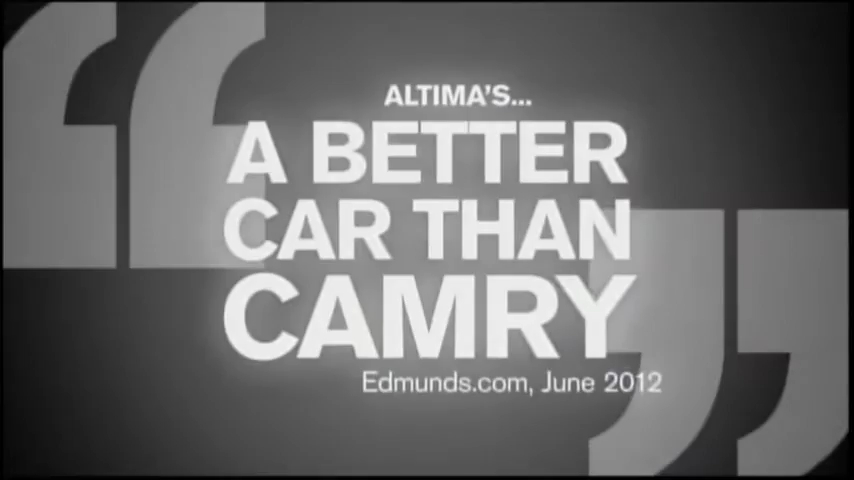 ALTIMA'S...
A BETTER
CAR THAN
CAMRY
Edmunds.com, June 2012